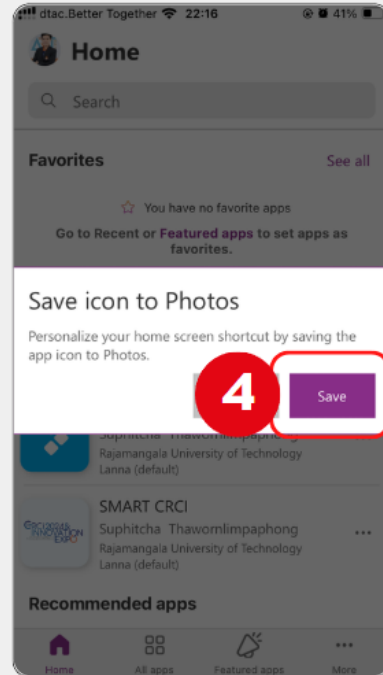 dtac.Better Together 22:16 41%
Home
Search
Favorites See all
You have no favorite apps
Go to Recent or Featured apps to set apps as
favorites.
Save icon to Photos
Personalize your home screen shortcut by saving the
app icon to Photos.
4 Save
Suphitcha Thawornlimpaphong
Rajamangala University of Technology
Lanna (default)
SMART CRCI
Suphitcha Thawornlimpaphong
Rajamangala University of Technology
Lanna (default)
INNOVATION
EXPO
Recommended apps
Home All apps Featured apps More